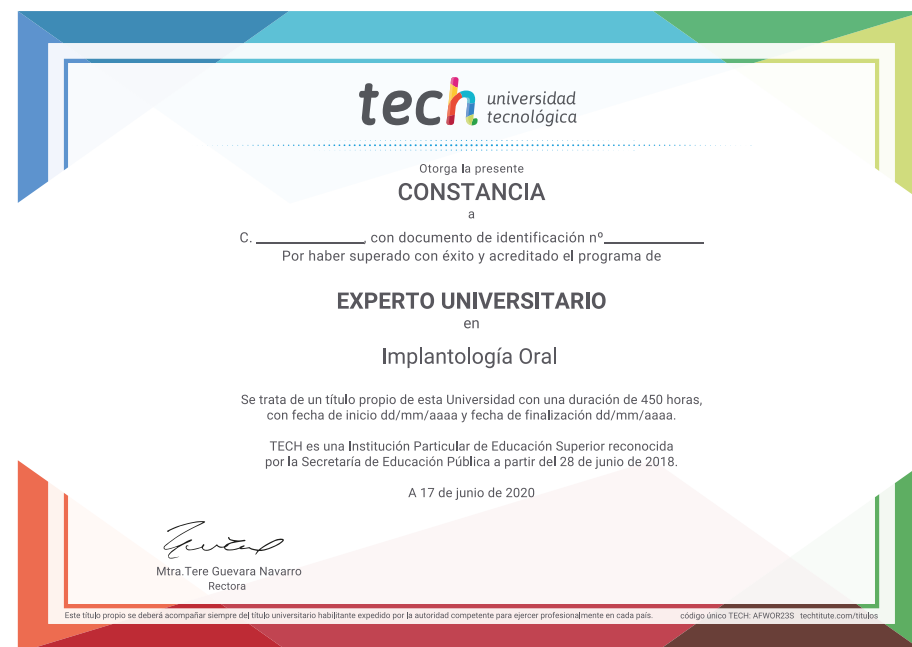 tech universidad
tecnológica
Otorga la presente
CONSTANCIA
a
C. ______________, con documento de identificación nº_____________
Por haber superado con éxito y acreditado el programa de
EXPERTO UNIVERSITARIO
en
Implantología Oral
Se trata de un título propio de esta Universidad con una duración de 450 horas,
con fecha de inicio dd/mm/aaaa y fecha de finalización dd/mm/aaaa.
TECH es una Institución Particular de Educación Superior reconocida
por la Secretaría de Educación Pública a partir del 28 de junio de 2018.
A 17 de junio de 2020
Mtra.Tere Guevara Navarro
Rectora
Este título propio se deberá acompañar siempre del título universitario habilitante expedido por la autoridad competente para ejercer profesionalmente en cada país. código único TECH: AFWOR23S techtitute.com/titulos